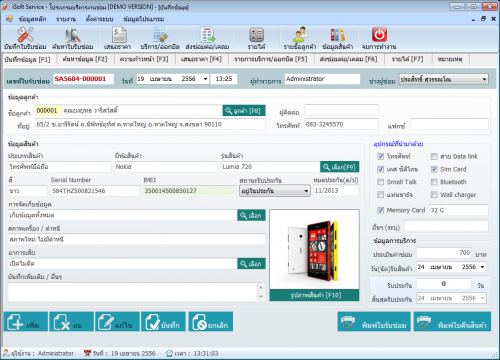 iSoft Service - โปรแกรมบริหารงานซ่อม [DEMO VERSION] - [บันทึกข้อมูล]
ข้อมูลหลัก รายงาน ตั้งค่าระบบ ข้อมูลโปรแกรม
บันทึกใบรับซ่อม ค้นหาใบรับซ่อม เสนอราคา บริการ/ออกบิล ส่งซ่อมต่อ/เคลม รายได้ รายชื่อลูกค้า ข้อมูลสินค้า จบการทำงาน
บันทึกข้อมูล [F1] ค้นหาข้อมูล [F2] ความก้าวหน้า [F3] เสนอราคา [F4] รายการบริการ/ออกบิล [F5] ส่งซ่อมต่อ/เคลม [F6] รายได้ [F7] หมายเหตุ
เลขที่ใบรับซ่อม SA5604-000001 วันที่ 19 เมษายน 2556 13:25 ผู้ทำรายการ Administrator ช่างผู้ซ่อม ประสิทธิ์ สุวรรณโณ
ข้อมูลลูกค้า
ชื่อลูกค้า 000001 ลูกค้า [F8] ผู้ติดต่อ
ที่อยู่ 65/2 ซ.อารีรัตน์ ถ.นิพัทธ์อุทิศ ต.หาดใหญ่ อ.หาดใหญ่ จ.สงขลา 90110 โทรศัพท์ 083-3245570 แฟกซ์
ข้อมูลสินค้า
ประเภทสินค้า ยี่ห้อสินค้า รุ่นสินค้า
โทรศัพท์มือถือ Nokia Lumia 720 เลือก[F9]
สี Serial Number IMEI สถานะรับประกัน หมดประกัน(ด/ป)
ขาว 584THZ500821546 350014500850127 อยู่ในประกัน 11/2013
การจัดเก็บข้อมูล
เก็บข้อมูลทั้งหมด
สภาพเครื่อง / ตำหนิ
สภาพใหม่ ไม่มีตำหนิ
อาการเสีย
เปิดไม่ติด เลือก
บันทึกเพิ่มเติม / อื่นๆ
รูปภาพสินค้า [F10]
อุปกรณ์ที่นำมาด้วย
โทรศัพท์ สาย Data link
เคส ซิลิโคน Sim Card
Small Talk Bluetooth
แท่นชาร์จ Wall charger
Memory Card 32 G
อื่นๆ (ระบุ)
ข้อมูลการบริการ
ประเมินค่าซ่อม 700 บาท
วัน(นัด)รับสินค้า 24 เมษายน 2556
รับประกัน 0 วัน
สิ้นสุดรับประกัน 24 เมษายน 2556
เพิ่ม ลบ แก้ไข บันทึก ยกเลิก พิมพ์ใบรับซ่อม พิมพ์ใบคืนสินค้า
ผู้ใช้งาน : Administrator วันที่ : 19 เมษายน 2556 เวลา : 13:31:03